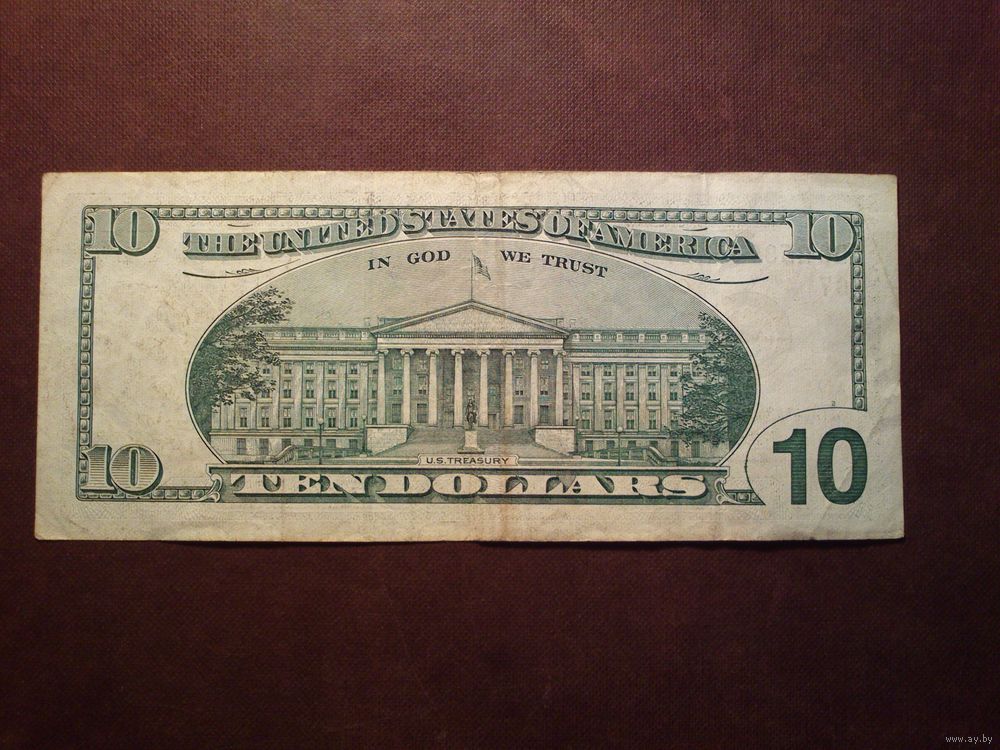 10 THE UNITED STATES OF AMERICA 10
IN GOD WE TRUST
U.S. TREASURY
10 TEN DOLLARS 10
www.ay.by